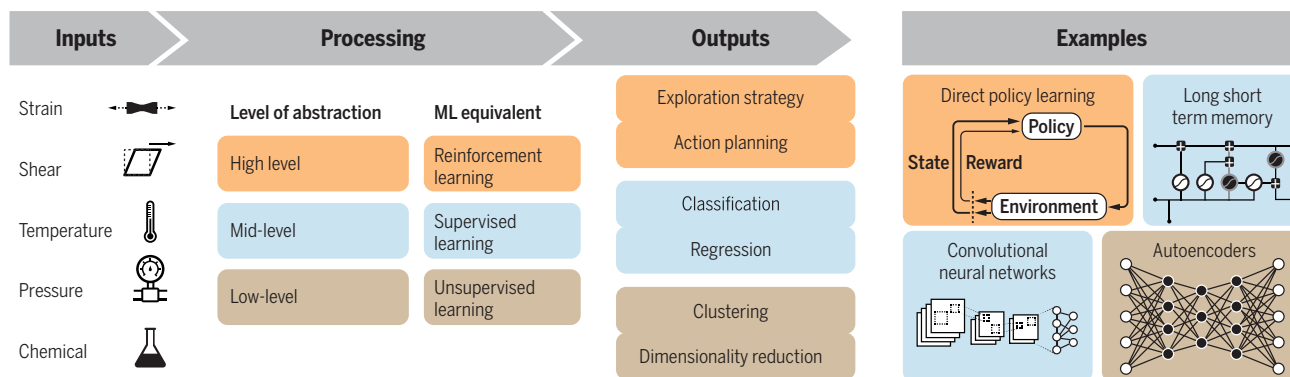 Inputs
Processing
Outputs
Examples
Strain
Shear
Temperature
Pressure
Chemical
Level of abstraction
ML equivalent
High level
Reinforcement
learning
Mid-level
Supervised
learning
Low-level
Unsupervised
learning
Exploration strategy
Action planning
Classification
Regression
Clustering
Dimensionality reduction
Direct policy learning
Policy
State
Reward
Environment
Long short
term memory
Convolutional
neural networks
Autoencoders